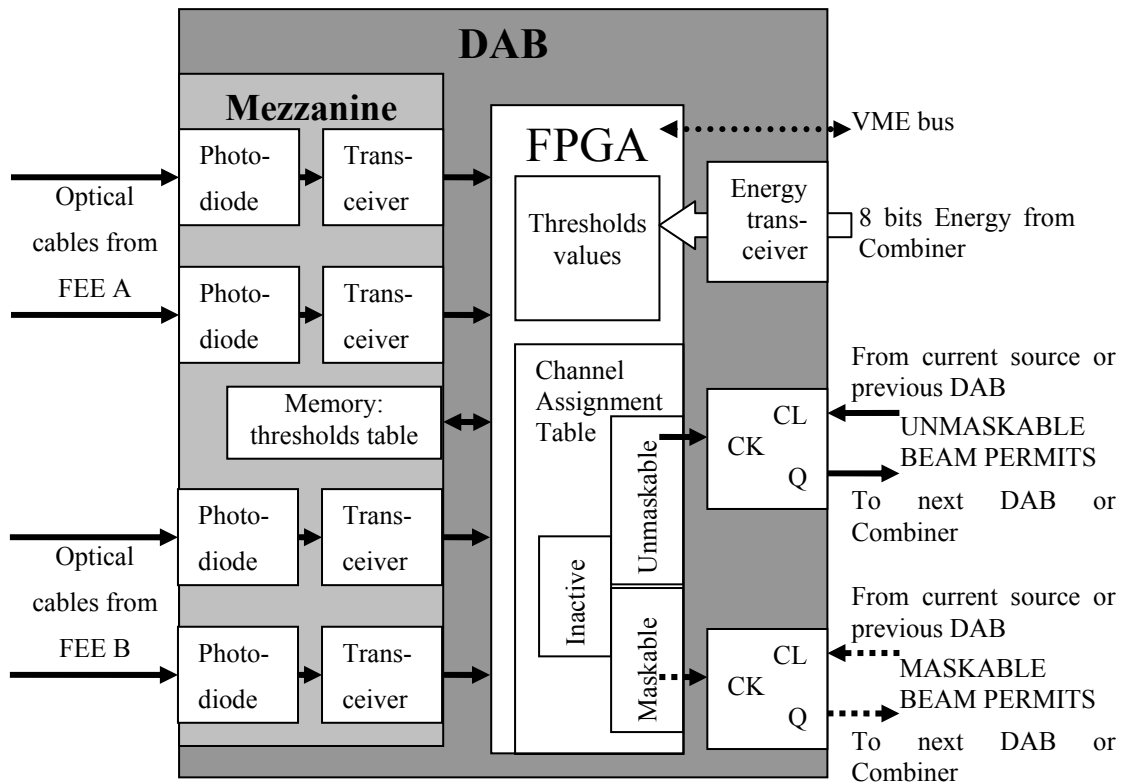 DAB
Mezzanine
Photo-
diode
Trans-
ceiver
Optical
cables from
FEE A
Photo-
diode
Trans-
ceiver
Memory:
thresholds table
Photo-
diode
Trans-
ceiver
Optical
cables from
FEE B
Photo-
diode
Trans-
ceiver
FPGA
Thresholds
values
Channel
Assignment
Table
Unmaskable
Inactive
Maskable
VME bus
Energy
trans-
ceiver
8 bits Energy from
Combiner
From current source or
previous DAB
CL
CK
Q
UNMASKABLE
BEAM PERMITS
To next DAB or
Combiner
From current source or
previous DAB
CL
CK
Q
MASKABLE
BEAM PERMITS
To next DAB or
Combiner